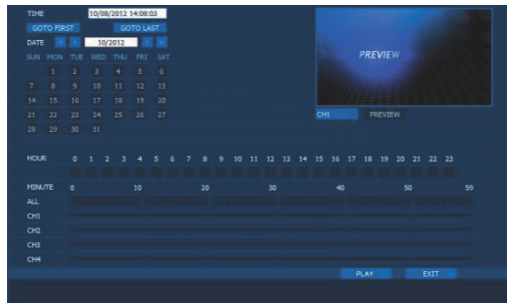 TIME 10/08/2012 14:08:03
GOTO FIRST GOTO LAST
DATE 10/2012
SUN MON TUE WED THU FRI SAT
1 2 3 4 5 6
7 8 9 10 11 12 13
14 15 16 17 18 19 20
21 22 23 24 25 26 27
28 29 30 31
PREVIEW
CH1 PREVIEW
HOUR 0 1 2 3 4 5 6 7 8 9 10 11 12 13 14 15 16 17 18 19 20 21 22 23
MINUTE 0 10 20 30 40 50 59
ALL
CH1
CH2
CH3
CH4
PLAY EXIT